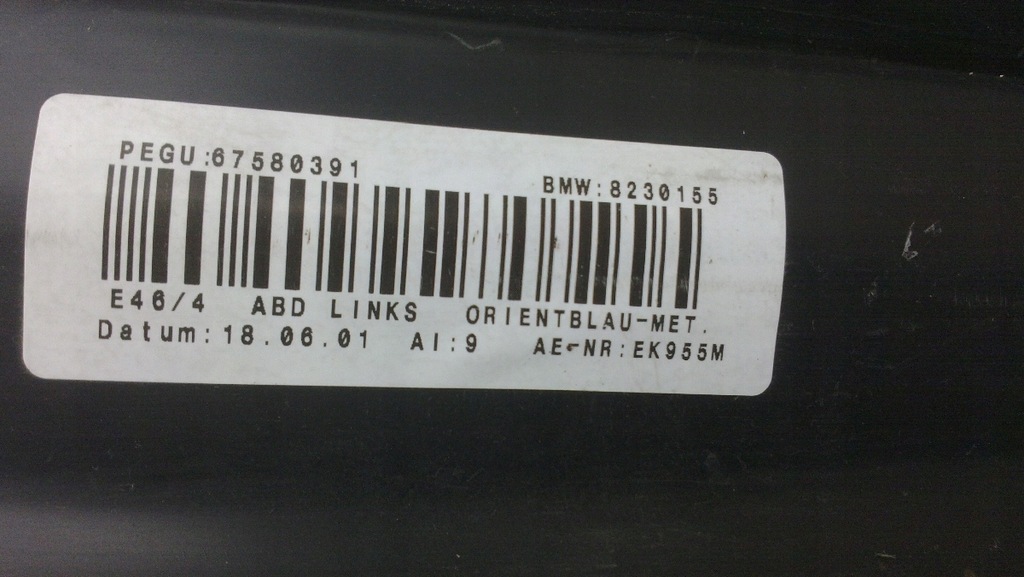 PEGU:67580391 BMW:8230155
E46/4 ABD LINKS ORIENTBLAU-MET.
Datum:18.06.01 AI:9 AE-NR:EK955M